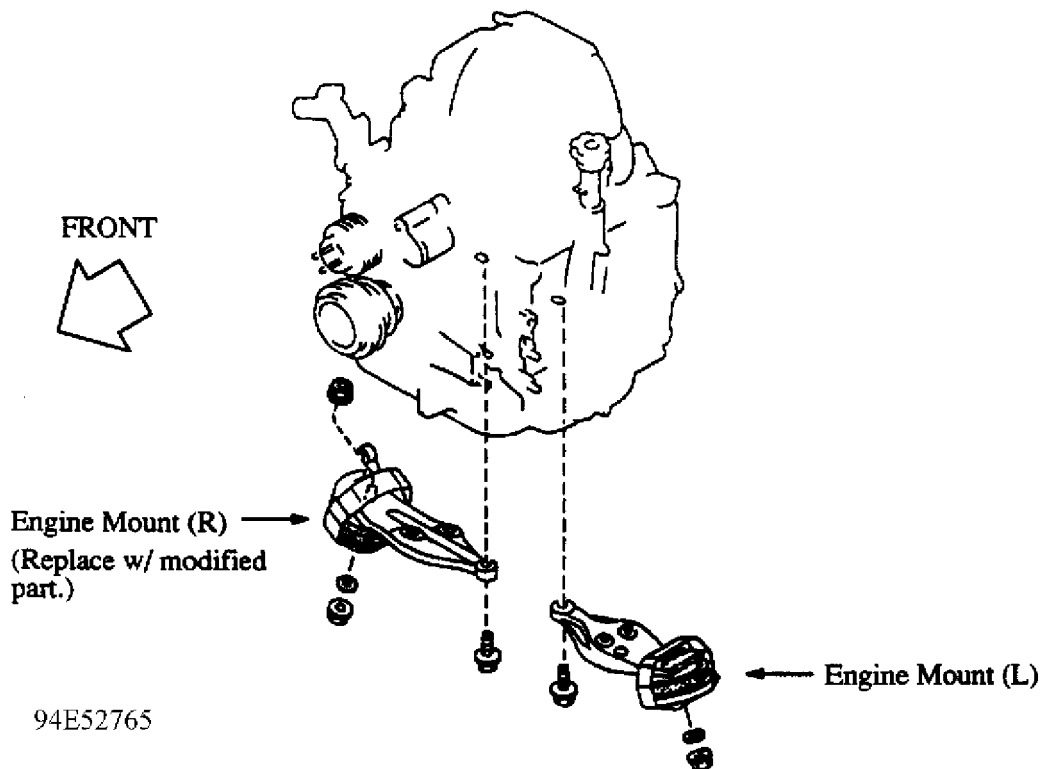 FRONT
Engine Mount (R)
(Replace w/ modified
part.)
Engine Mount (L)
94E52765